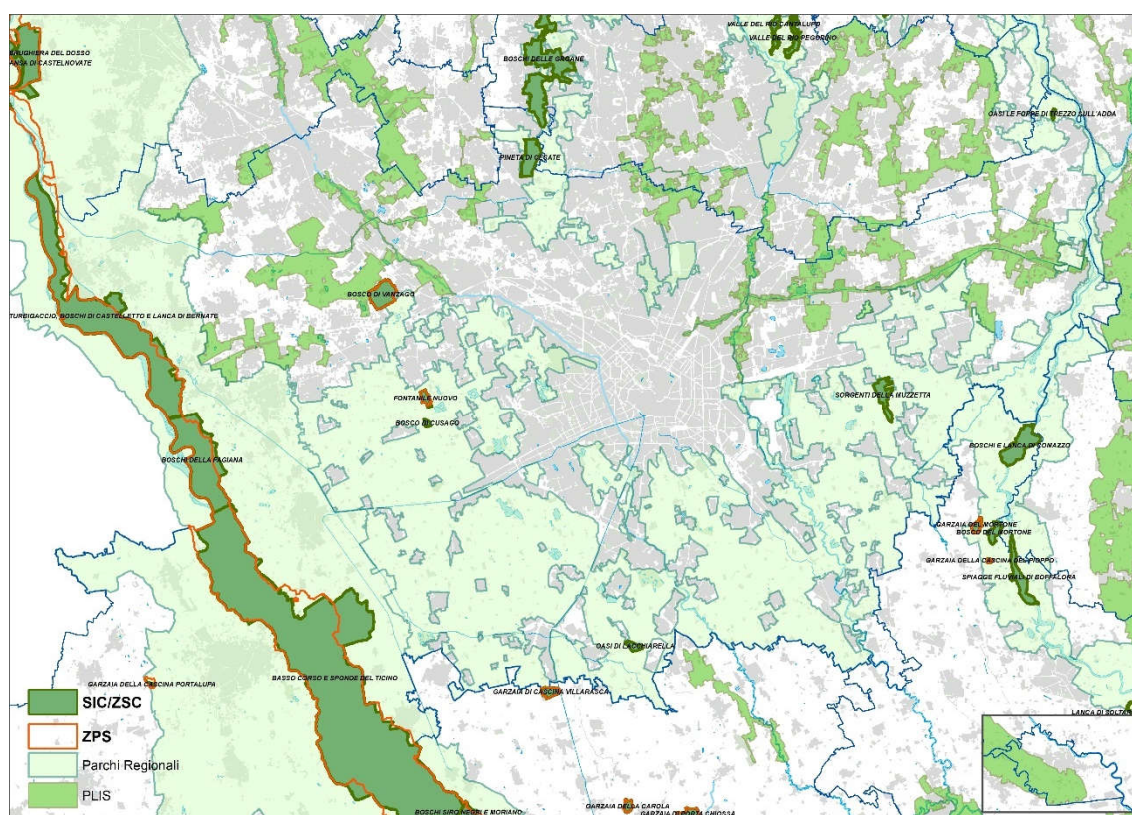 VALLE DEL RIO CANTALUPO
VALLE DEL RIO PEGORINO
BRUGHIERA DEL DOSSO
ANSA DI CASTELNOVATE
BOSCHI DELLE GROANE
OASI LE FOPPE DI TREZZO SULL'ADDA
PINETA DI CESATE
BOSCO DI VANZAGO
TURBIGACCIO, BOSCHI DI CASTELLETTO E LANCA DI BERNATE
FONTANILE NUOVO
SORGENTI DELLA MUZZETTA
BOSCO DI CUSAGO
BOSCHI E LANCA DI COMAZZO
BOSCHI DELLA FAGIANA
GARZAIA DEL MORTONE
BOSCO DEL MORTONE
GARZAIA DELLA CASCINA DEL PIOPPO
SPIAGGE FLUVIALI DI BOFFALORA
OASI DI LACCHIARELLA
BASSO CORSO E SPONDE DEL TICINO
GARZAIA DELLA CASCINA PORTALUPA
GARZAIA DI CASCINA VILLARASCA
LANCA DI SOLTA
SIC/ZSC
ZPS
Parchi Regionali
PLIS
GARZAIA DELLA CAROLA
BOSCHI SIRO NEGRI E MORIANO
GARZAIA DI PORTA CHIOSSA